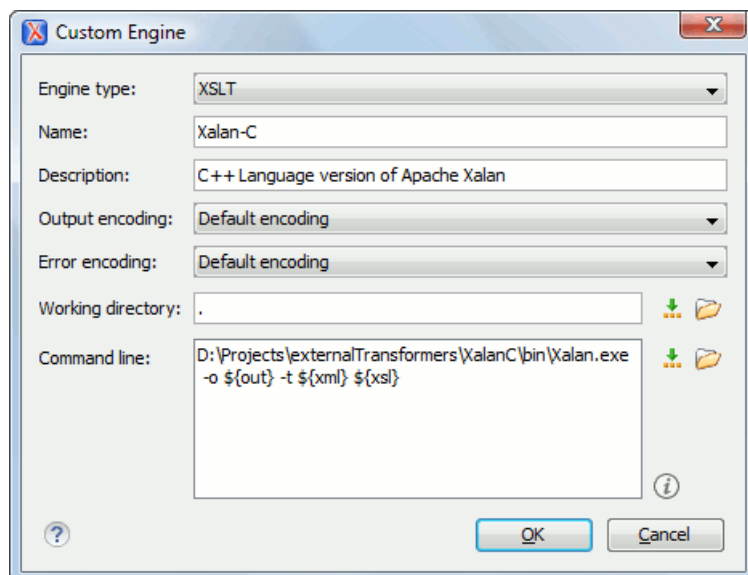 Custom Engine
Engine type: XSLT
Name: Xalan-C
Description: C++ Language version of Apache Xalan
Output encoding: Default encoding
Error encoding: Default encoding
Working directory: .
Command line: D:\Projects\externalTransformers\XalanC\bin\Xalan.exe
-o ${out} -t ${xml} ${xsl}
OK Cancel